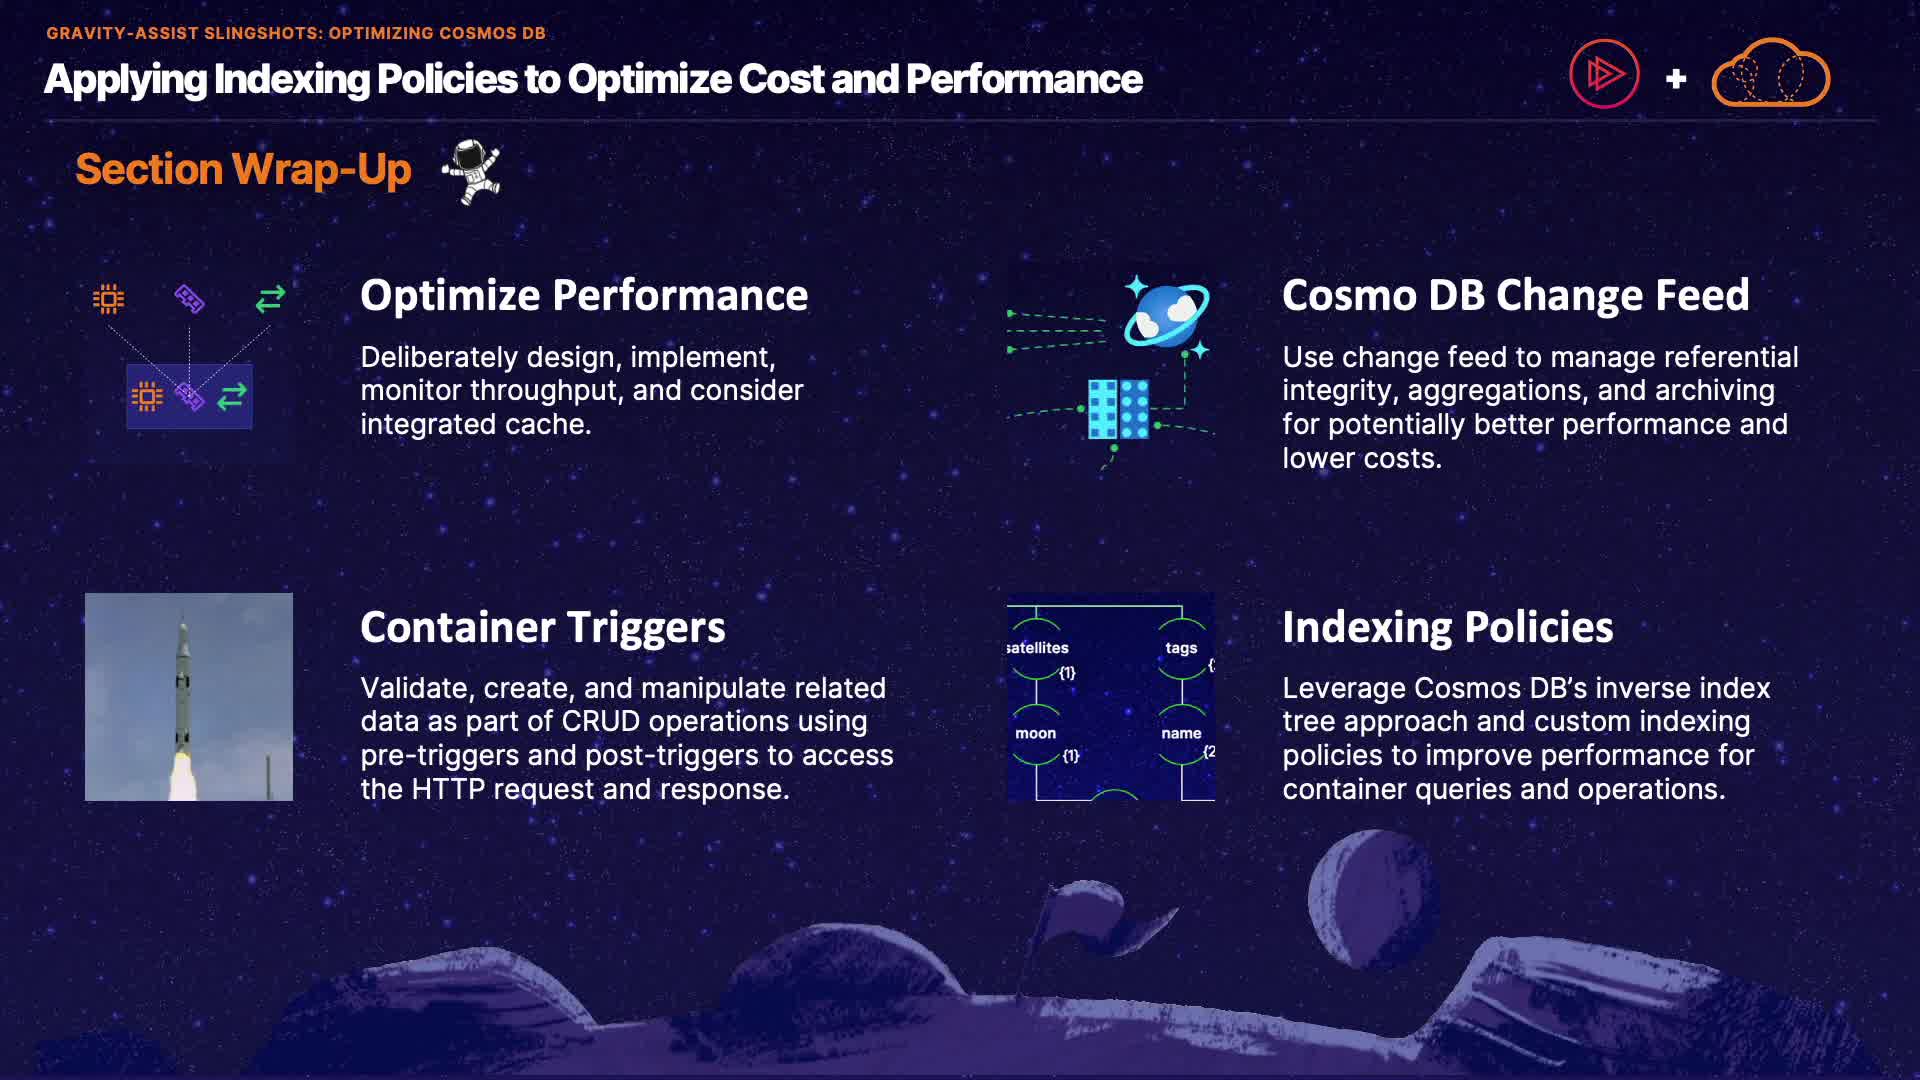 GRAVITY-ASSIST SLINGSHOTS: OPTIMIZING COSMOS DB
Applying Indexing Policies to Optimize Cost and Performance
+
Section Wrap-Up
Optimize Performance
Deliberately design, implement,
monitor throughput, and consider
integrated cache.
Cosmo DB Change Feed
Use change feed to manage referential
integrity, aggregations, and archiving
for potentially better performance and
lower costs.
Container Triggers
Validate, create, and manipulate related
data as part of CRUD operations using
pre-triggers and post-triggers to access
the HTTP request and response.
satellites
tags
{1}
moon
name
{1}
{2
Indexing Policies
Leverage Cosmos DB’s inverse index
tree approach and custom indexing
policies to improve performance for
container queries and operations.